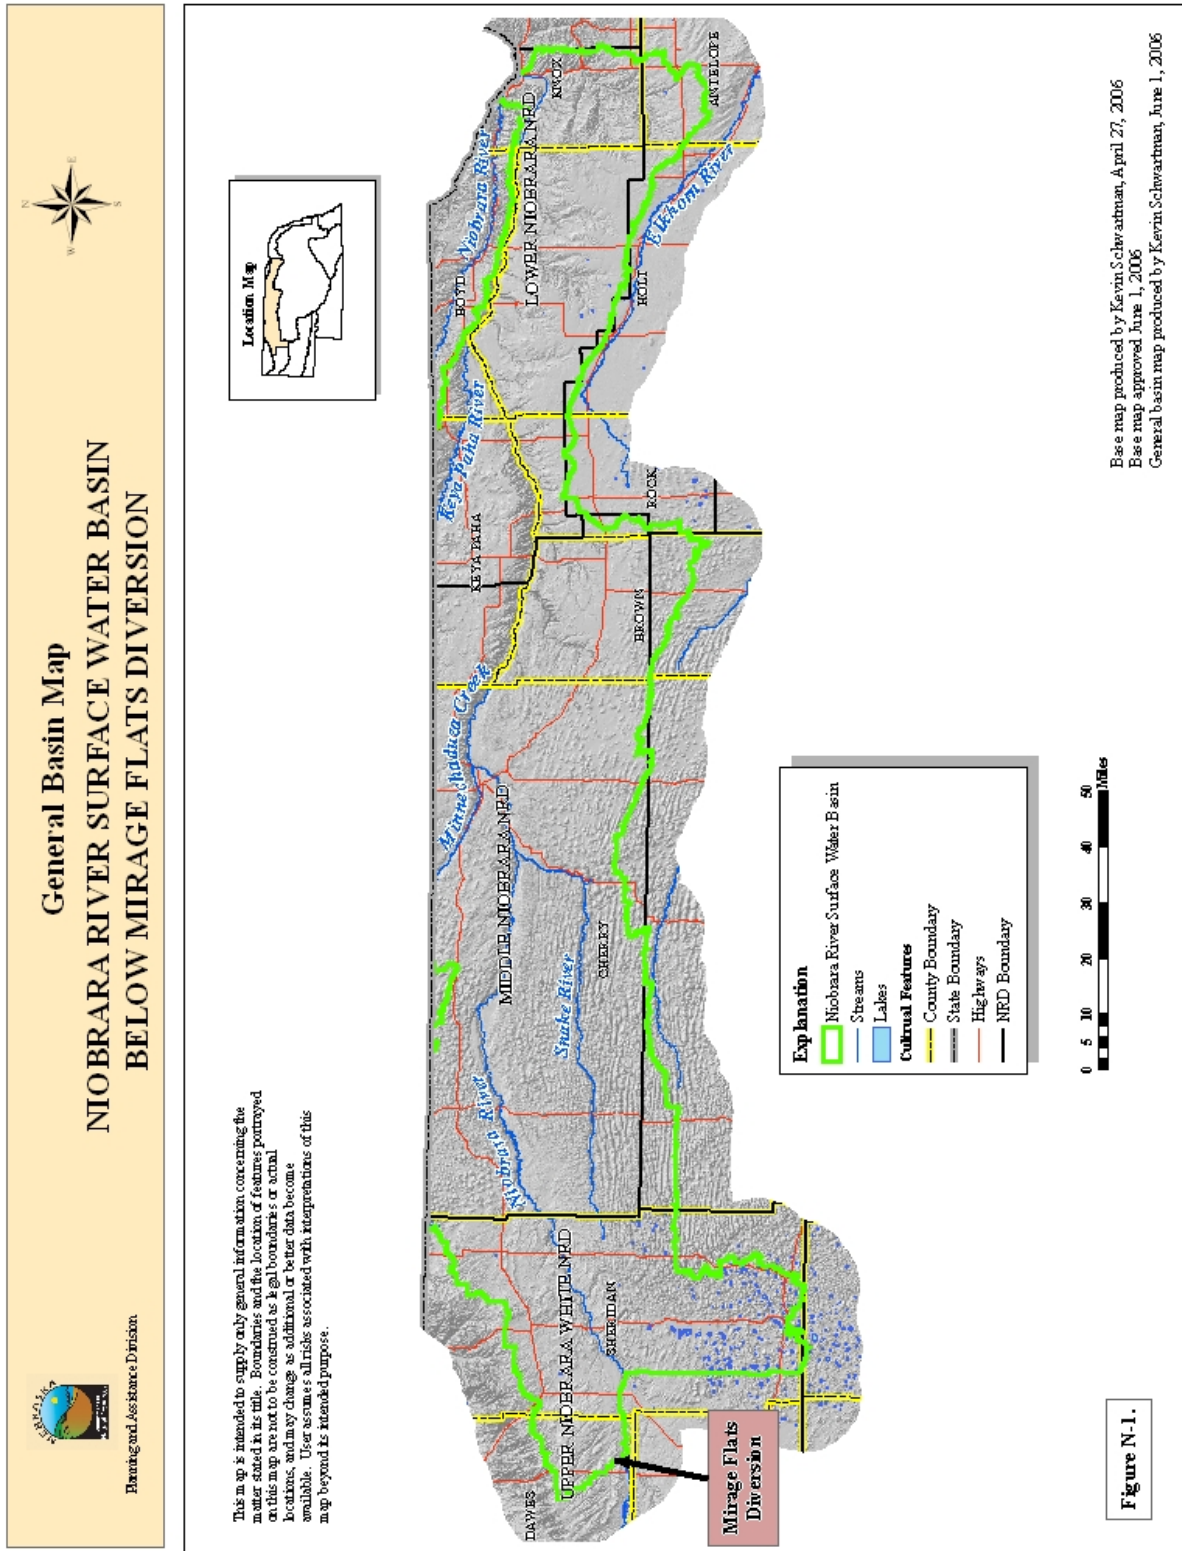 General Basin Map
NIOBRARA RIVER SURFACE WATER BASIN
BELOW MIRAGE FLATS DIVERSION
NEBRASKA
Planning and Assistance Division
N
E
S
W
This map is intended to supply only general information concerning the
matter stated in its title. Boundaries and the location of features portrayed
on this map are not to be construed as legal boundaries or actual
locations, and may change as additional or better data become
available. User assumes all risks associated with interpretations of this
map beyond its intended purpose.
Location Map
DAWES
UPPER NIOBRARA WHITE NRD
SHERIDAN
Niobrara River
Snake River
CHERRY
MIDDLE NIOBRARA NRD
Minnechaduza Creek
KEYA PAHA
Keya Paha River
BROWN
ROCK
BOYD
Niobrara River
LOWER NIOBRARA NRD
HOLT
Elkhorn River
KNOX
ANTELOPE
Mirage Flats
Diversion
Explanation
Niobrara River Surface Water Basin
Streams
Lakes
Cultrual Features
County Boundary
State Boundary
Highways
NRD Boundary
0 5 10 20 30 40 50
Miles
Base map produced by Kevin Schwartman, April 27, 2006
Base map approved June 1, 2006
General basin map produced by Kevin Schwartman, June 1, 2006
Figure N-1.